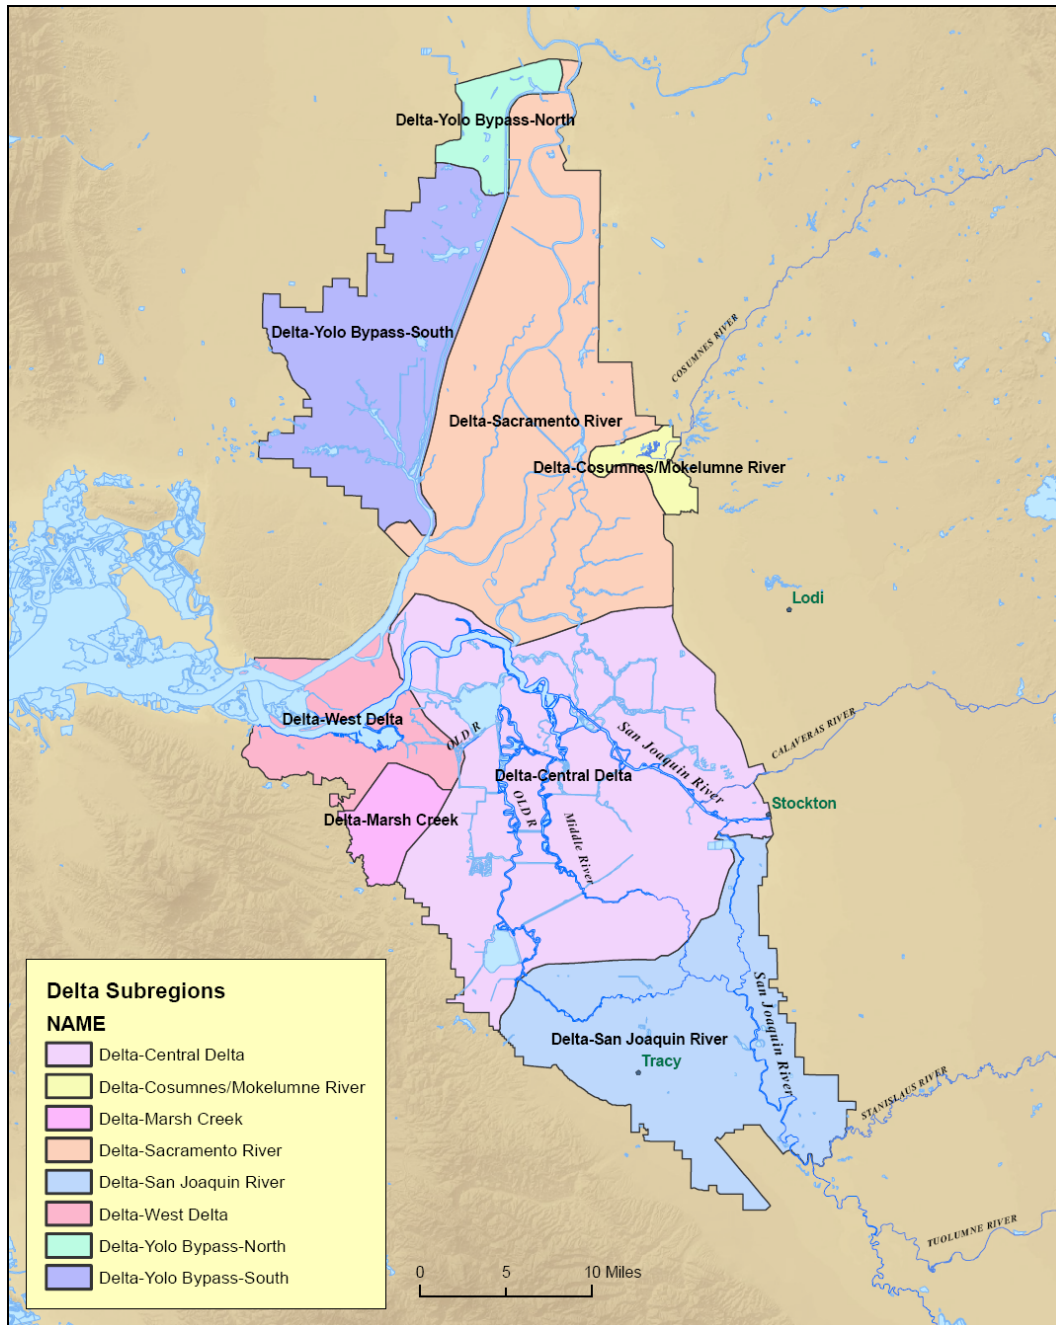 Delta-Yolo Bypass-North
Delta-Yolo Bypass-South
COSUMNES RIVER
Delta-Sacramento River
Delta-Cosumnes/Mokelumne River
Lodi
Delta-West Delta
OLD R
San Joaquin River
CALAVERAS RIVER
Delta-Central Delta
OLD R
Middle River
Stockton
Delta-Marsh Creek
San Joaquin River
Delta-San Joaquin River
Tracy
STANISLAUS RIVER
TUOLUMNE RIVER
Delta Subregions
NAME
Delta-Central Delta
Delta-Cosumnes/Mokelumne River
Delta-Marsh Creek
Delta-Sacramento River
Delta-San Joaquin River
Delta-West Delta
Delta-Yolo Bypass-North
Delta-Yolo Bypass-South
0 5 10 Miles